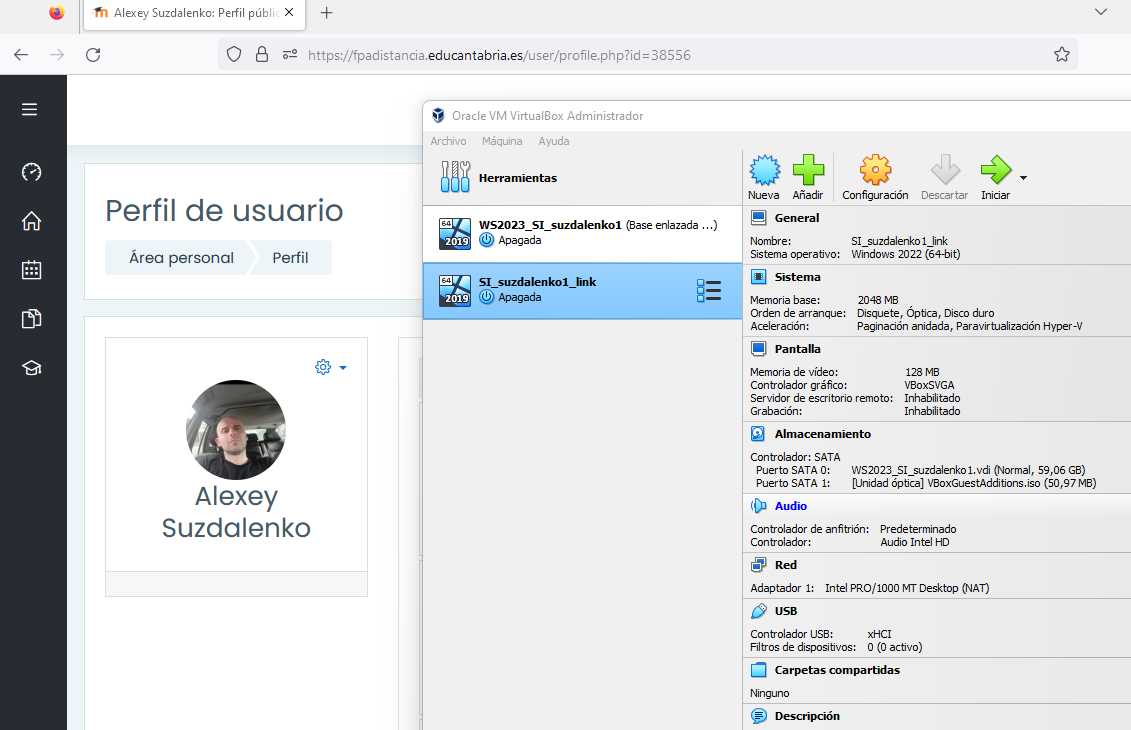 Alexey Suzdalenko: Perfil públic
https://fpadistancia.educantabria.es/user/profile.php?id=38556
Perfil de usuario
Área personal
Perfil
Alexey
Suzdalenko
Oracle VM VirtualBox Administrador
Archivo Máquina Ayuda
Herramientas
Nueva Añadir Configuración Descartar Iniciar
64
2019
WS2023_SI_suzdalenko1 (Base enlazada ...)
Apagada
64
2019
SI_suzdalenko1_link
Apagada
General
Nombre: SI_suzdalenko1_link
Sistema operativo: Windows 2022 (64-bit)
Sistema
Memoria base: 2048 MB
Orden de arranque: Disquete, Óptica, Disco duro
Aceleración: Paginación anidada, Paravirtualización Hyper-V
Pantalla
Memoria de vídeo: 128 MB
Controlador gráfico: VBoxSVGA
Servidor de escritorio remoto: Inhabilitado
Grabación: Inhabilitado
Almacenamiento
Controlador: SATA
Puerto SATA 0: WS2023_SI_suzdalenko1.vdi (Normal, 59,06 GB)
Puerto SATA 1: [Unidad óptica] VBoxGuestAdditions.iso (50,97 MB)
Audio
Controlador de anfitrión: Predeterminado
Controlador: Audio Intel HD
Red
Adaptador 1: Intel PRO/1000 MT Desktop (NAT)
USB
Controlador USB: xHCI
Filtros de dispositivos: 0 (0 activo)
Carpetas compartidas
Ninguno
Descripción